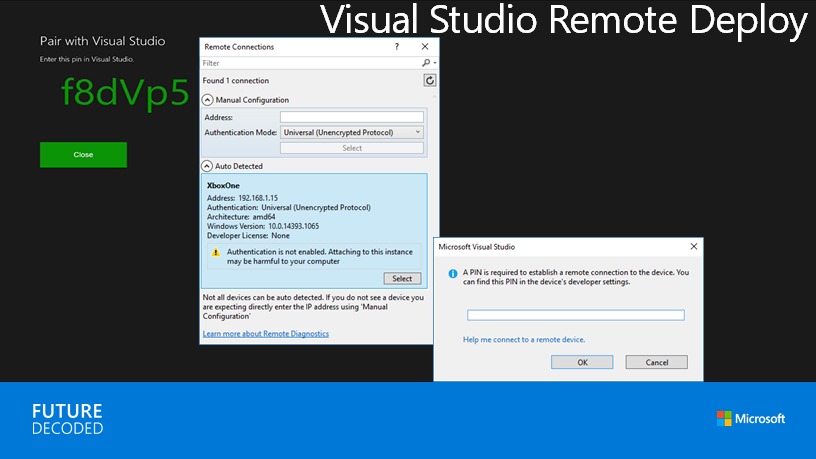 Visual Studio Remote Deploy
Pair with Visual Studio
Enter this pin in Visual Studio.
f8dVp5
Close
Remote Connections
?
Filter
Found 1 connection
Manual Configuration
Address:
Authentication Mode: Universal (Unencrypted Protocol)
Select
Auto Detected
XboxOne
Address: 192.168.1.15
Authentication: Universal (Unencrypted Protocol)
Architecture: amd64
Windows Version: 10.0.14393.1065
Developer License: None
Authentication is not enabled. Attaching to this instance
may be harmful to your computer
Select
Not all devices can be auto detected. If you do not see a device you
are expecting directly enter the IP address using 'Manual
Configuration'
Learn more about Remote Diagnostics
Microsoft Visual Studio
A PIN is required to establish a remote connection to the device. You
can find this PIN in the device's developer settings.
Help me connect to a remote device.
OK
Cancel
FUTURE
DECODED
Microsoft